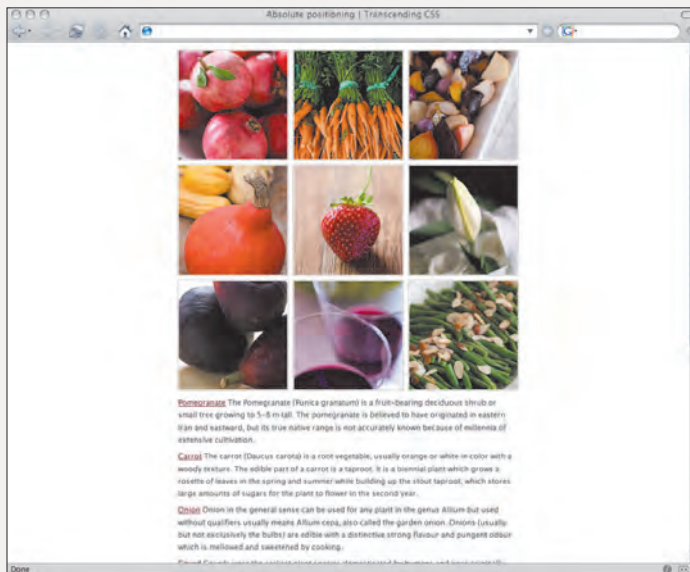 Absolute positioning | Transcending CSS
G
Pomegranate The Pomegranate (Punica granatum) is a fruit-bearing deciduous shrub or
small tree growing to 5–8 m tall. The pomegranate is believed to have originated in eastern
Iran and eastward, but its true native range is not accurately known because of millennia of
extensive cultivation.
Carrot The carrot (Daucus carota) is a root vegetable, usually orange or white in color with a
woody texture. The edible part of a carrot is a taproot. It is a biennial plant which grows a
rosette of leaves in the spring and summer while building up the stout taproot, which stores
large amounts of sugars for the plant to flower in the second year.
Onion Onion in the general sense can be used for any plant in the genus Allium but used
without qualifiers usually means Allium cepa, also called the garden onion. Onions (usually
but not exclusively the bulbs) are edible with a distinctive strong flavour and pungent odour
which is mellowed and sweetened by cooking.
Done